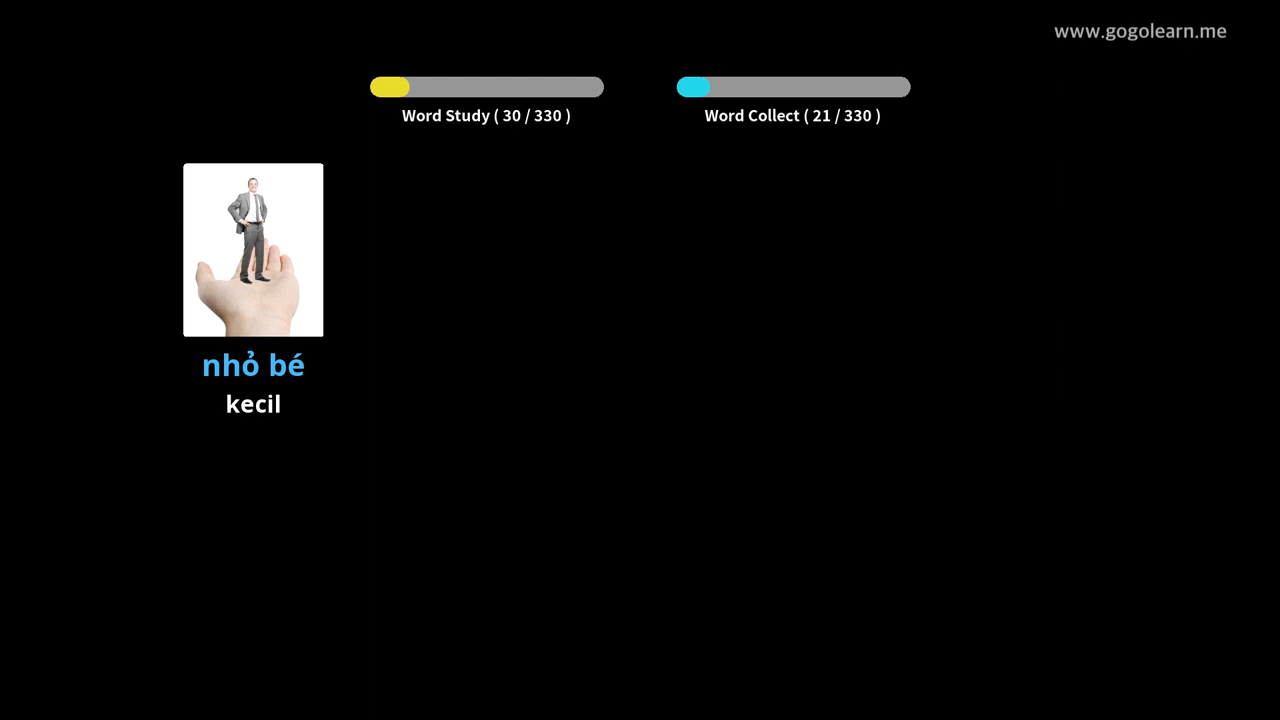 www.gogolearn.me
Word Study ( 30 / 330 )
Word Collect ( 21 / 330 )
nhỏ bé
kecil